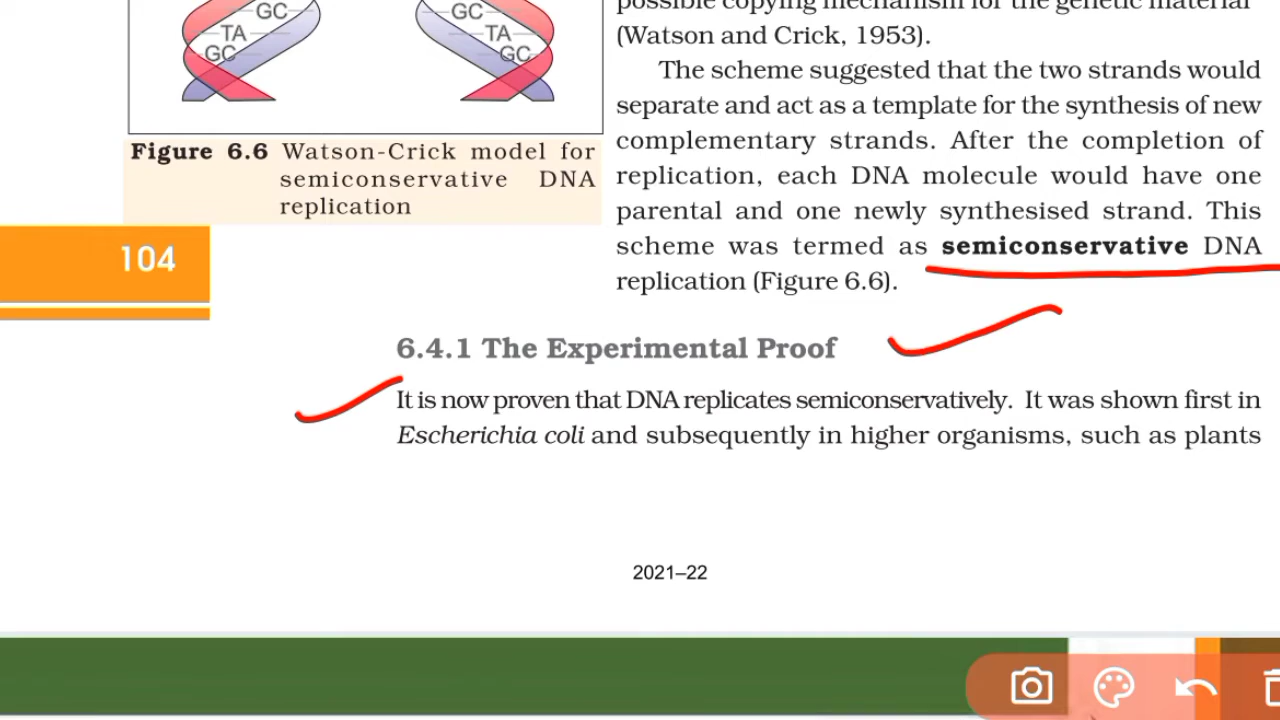 GC
TA
GC
GC
TA
GC
Figure 6.6 Watson-Crick model for
semiconservative DNA
replication
104
possible copying mechanism for the genetic material
(Watson and Crick, 1953).
The scheme suggested that the two strands would
separate and act as a template for the synthesis of new
complementary strands. After the completion of
replication, each DNA molecule would have one
parental and one newly synthesised strand. This
scheme was termed as semiconservative DNA
replication (Figure 6.6).
6.4.1 The Experimental Proof
It is now proven that DNA replicates semiconservatively. It was shown first in
Escherichia coli and subsequently in higher organisms, such as plants
2021–22